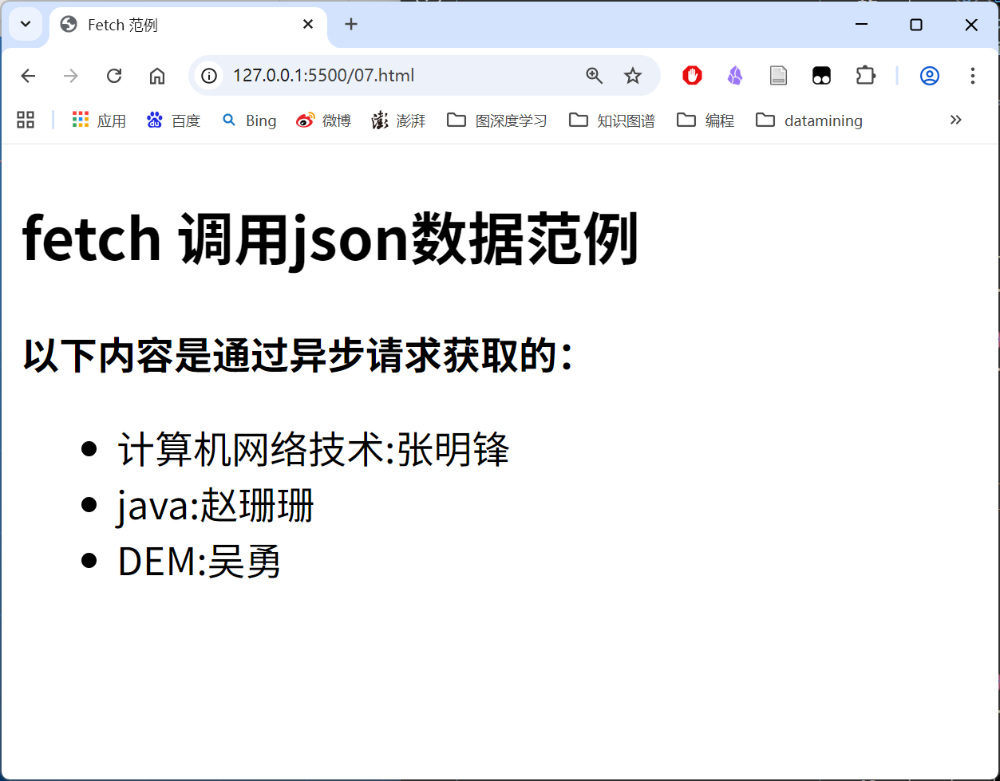 Fetch 范例
127.0.0.1:5500/07.html
应用 百度 Bing 微博 澎湃 图深度学习 知识图谱 编程 datamining
fetch 调用json数据范例
以下内容是通过异步请求获取的：
计算机网络技术:张明锋
java:赵珊珊
DEM:吴勇